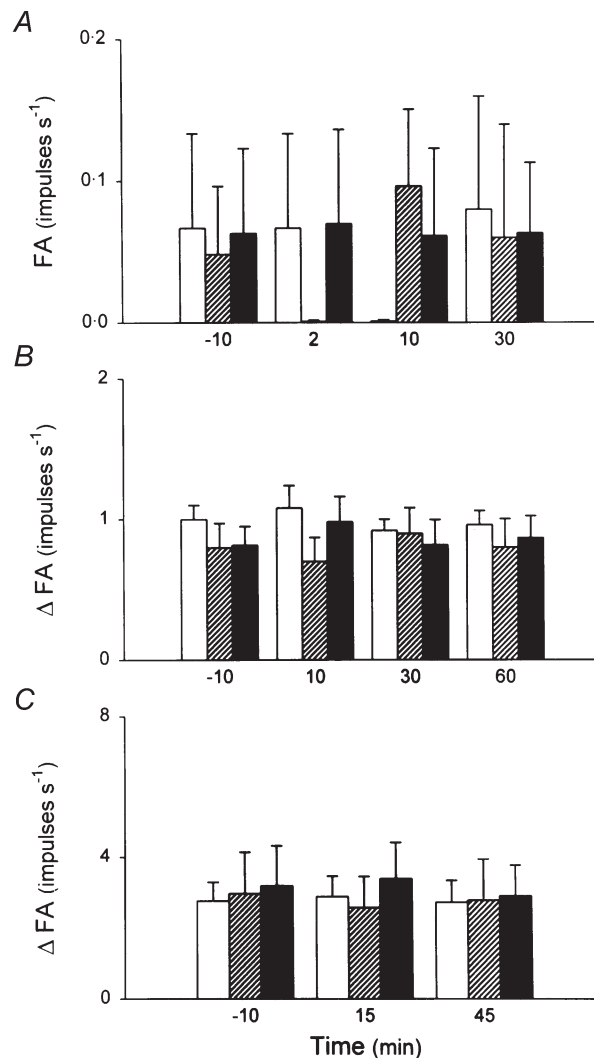 A
FA (impulses s⁻¹)
0·2
0·1
0·0
-10 2 10 30
B
Δ FA (impulses s⁻¹)
2
1
0
-10 10 30 60
C
Δ FA (impulses s⁻¹)
8
4
0
-10 15 45
Time (min)